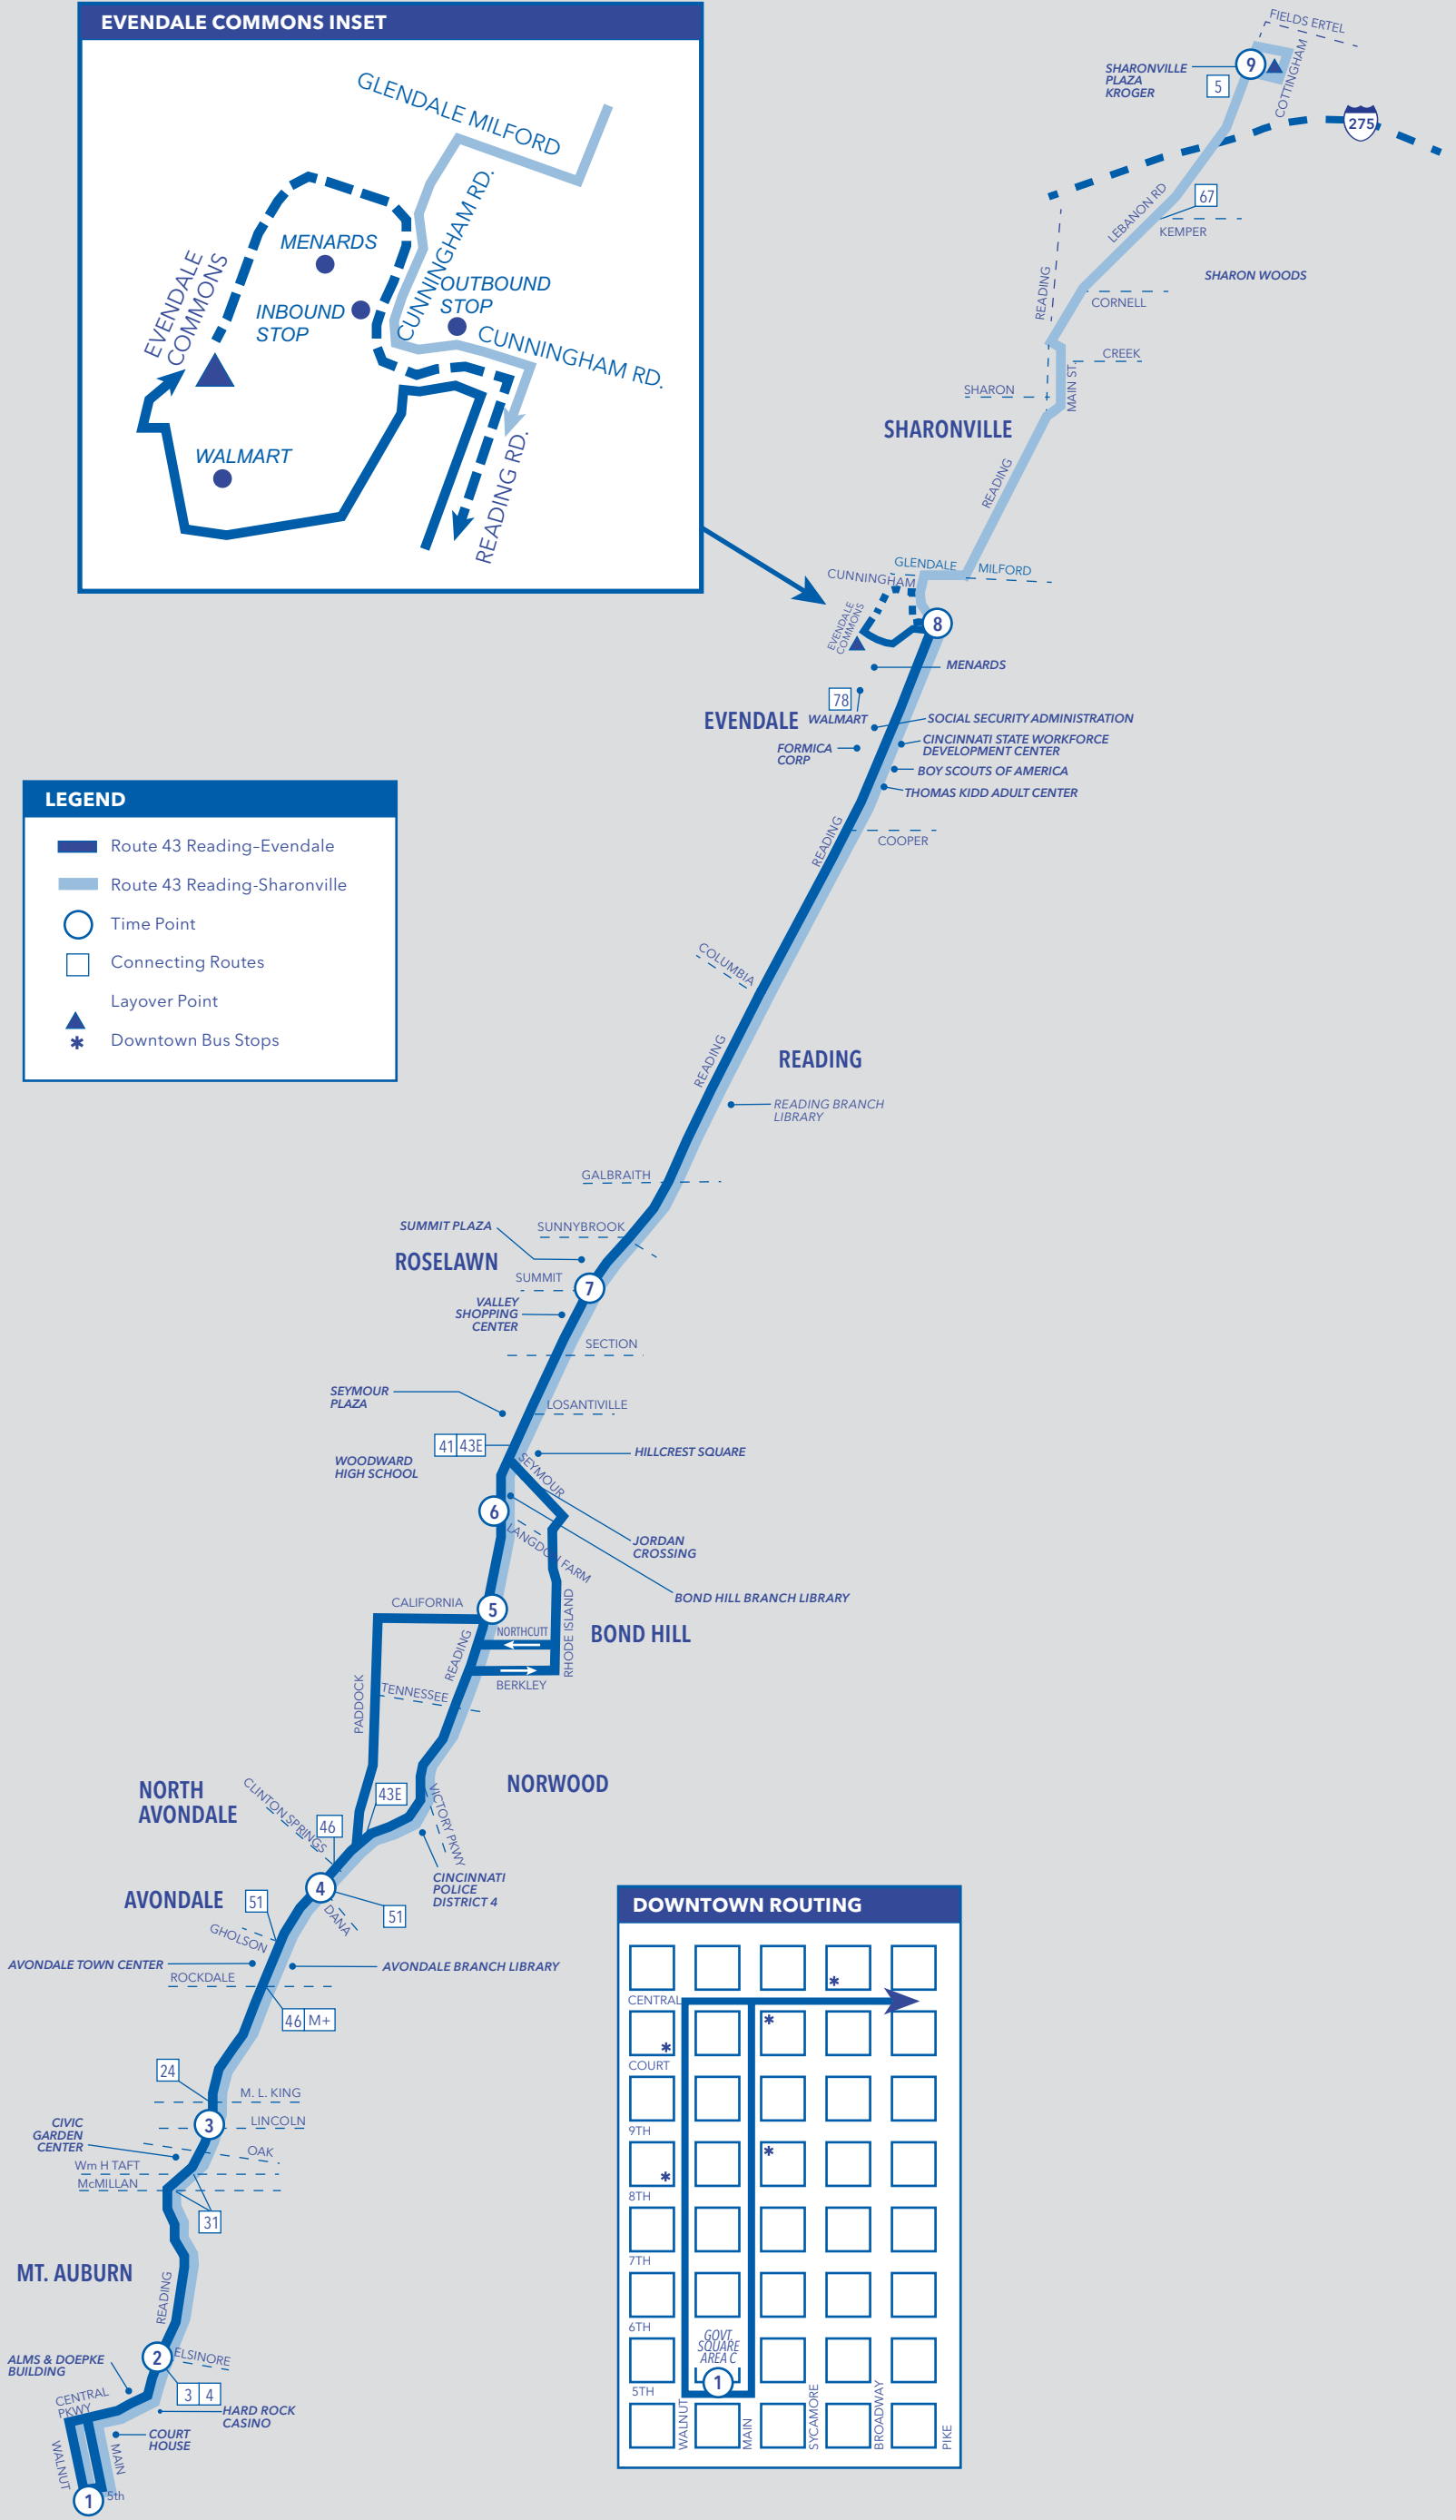 EVENDALE COMMONS INSET
GLENDALE MILFORD
CUNNINGHAM RD.
MENARDS
EVENDALE
COMMONS
INBOUND
STOP
OUTBOUND
STOP
CUNNINGHAM RD.
WALMART
READING RD.
FIELDS ERTEL
COTTINGHAM
SHARONVILLE
PLAZA
KROGER
9
5
275
LEBANON RD
67
KEMPER
SHARON WOODS
READING
CORNELL
CREEK
MAIN ST.
SHARON
SHARONVILLE
READING
GLENDALE
MILFORD
CUNNINGHAM
EVENDALE
COMMONS
8
MENARDS
78
EVENDALE
WALMART
SOCIAL SECURITY ADMINISTRATION
FORMICA
CORP
CINCINNATI STATE WORKFORCE
DEVELOPMENT CENTER
BOY SCOUTS OF AMERICA
THOMAS KIDD ADULT CENTER
READING
COOPER
LEGEND
Route 43 Reading–Evendale
Route 43 Reading-Sharonville
Time Point
Connecting Routes
Layover Point
* Downtown Bus Stops
COLUMBIA
READING
READING
READING BRANCH
LIBRARY
GALBRAITH
SUMMIT PLAZA
SUNNYBROOK
ROSELAWN
SUMMIT
7
VALLEY
SHOPPING
CENTER
SECTION
SEYMOUR
PLAZA
LOSANTIVILLE
41 43E
HILLCREST SQUARE
WOODWARD
HIGH SCHOOL
SEYMOUR
6
LANGDON FARM
JORDAN
CROSSING
BOND HILL BRANCH LIBRARY
CALIFORNIA
5
NORTHCUTT
RHODE ISLAND
BOND HILL
READING
BERKLEY
PADDOCK
TENNESSEE
NORTH
AVONDALE
NORWOOD
CLINTON SPRINGS
43E
VICTORY PKWY
46
CINCINNATI
POLICE
DISTRICT 4
4
AVONDALE
51
51
DANA
GHOLSON
AVONDALE TOWN CENTER
AVONDALE BRANCH LIBRARY
ROCKDALE
46 M+
24
M. L. KING
3
LINCOLN
CIVIC
GARDEN
CENTER
OAK
Wm H TAFT
McMILLAN
31
MT. AUBURN
READING
2
ELSINORE
ALMS & DOEPKE
BUILDING
3 4
CENTRAL
PKWY
HARD ROCK
CASINO
COURT
HOUSE
WALNUT
MAIN
1
5th
DOWNTOWN ROUTING
*
CENTRAL
*
*
COURT
9TH
*
*
8TH
7TH
6TH
GOVT.
SQUARE
AREA C
1
5TH
WALNUT
MAIN
SYCAMORE
BROADWAY
PIKE